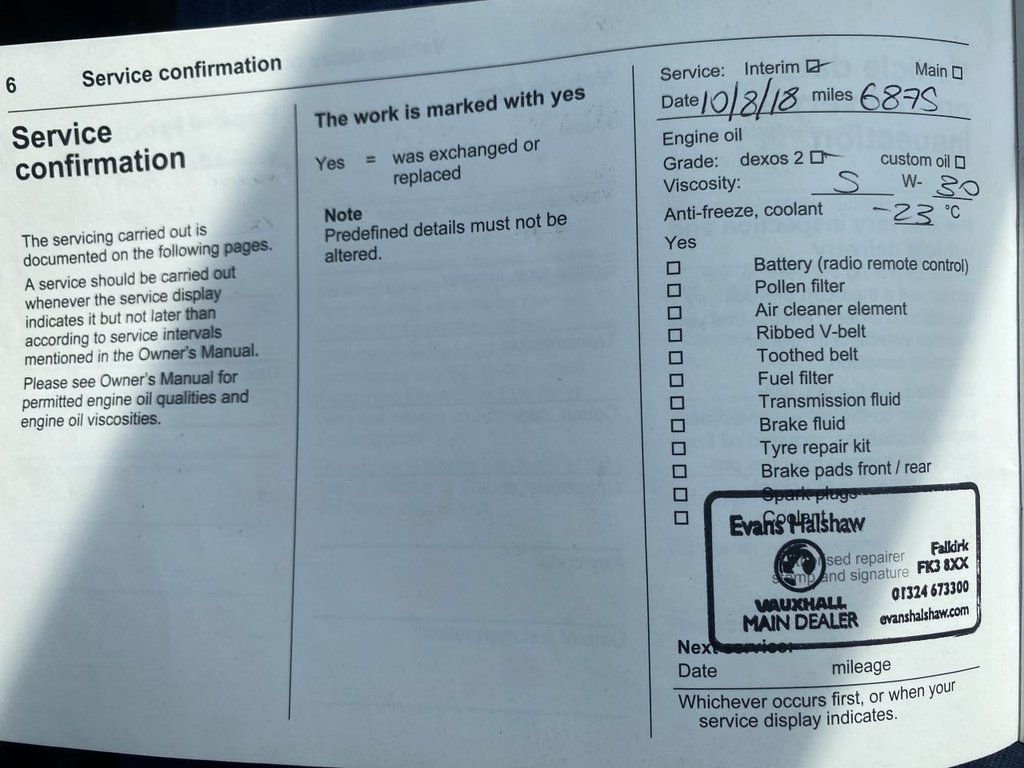 6 Service confirmation
Service
confirmation
The servicing carried out is
documented on the following pages.
A service should be carried out
whenever the service display
indicates it but not later than
according to service intervals
mentioned in the Owner's Manual.
Please see Owner's Manual for
permitted engine oil qualities and
engine oil viscosities.
The work is marked with yes
Yes = was exchanged or
replaced
Note
Predefined details must not be
altered.
Service: Interim Main
Date 10/8/18 miles 6875
Engine oil
Grade: dexos 2 custom oil
Viscosity: 5 W- 30
Anti-freeze, coolant -23 °C
Yes
Battery (radio remote control)
Pollen filter
Air cleaner element
Ribbed V-belt
Toothed belt
Fuel filter
Transmission fluid
Brake fluid
Tyre repair kit
Brake pads front / rear
Spark plugs
Coolant
Evans Halshaw
Falkirk
FK3 8XX
01324 673300
evanshalshaw.com
repairer
and signature
VAUXHALL
MAIN DEALER
Next service:
Date mileage
Whichever occurs first, or when your
service display indicates.